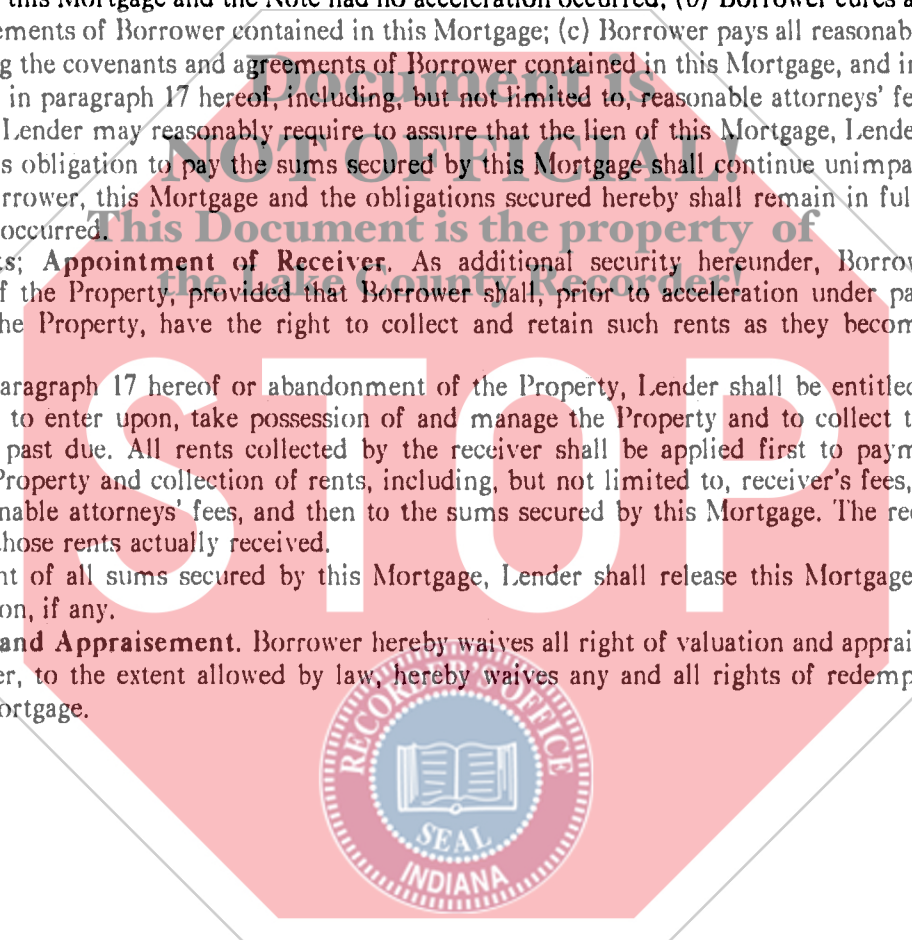 this Mortgage and the Note had no acceleration occurred; (b) Borrower cures a
ements of Borrower contained in this Mortgage; (c) Borrower pays all reasonab
g the covenants and agreements of Borrower contained in this Mortgage, and in
in paragraph 17 hereof, including, but not limited to, reasonable attorneys' fe
Lender may reasonably require to assure that the lien of this Mortgage, Lende
s obligation to pay the sums secured by this Mortgage shall continue unimpa
rrower, this Mortgage and the obligations secured hereby shall remain in ful
occurred.
s; Appointment of Receiver. As additional security hereunder, Borrow
f the Property, provided that Borrower shall, prior to acceleration under pa
he Property, have the right to collect and retain such rents as they becom
aragraph 17 hereof or abandonment of the Property, Lender shall be entitled
to enter upon, take possession of and manage the Property and to collect t
past due. All rents collected by the receiver shall be applied first to paym
Property and collection of rents, including, but not limited to, receiver's fees,
nable attorneys' fees, and then to the sums secured by this Mortgage. The rec
hose rents actually received.
nt of all sums secured by this Mortgage, Lender shall release this Mortgage
on, if any.
and Appraisement. Borrower hereby waives all right of valuation and apprai
er, to the extent allowed by law, hereby waives any and all rights of redemp
ortgage.
Document is
NOT OFFICIAL!
This Document is the property of
the Lake County Recorder!
STOP
RECORDER'S OFFICE
SEAL
INDIANA